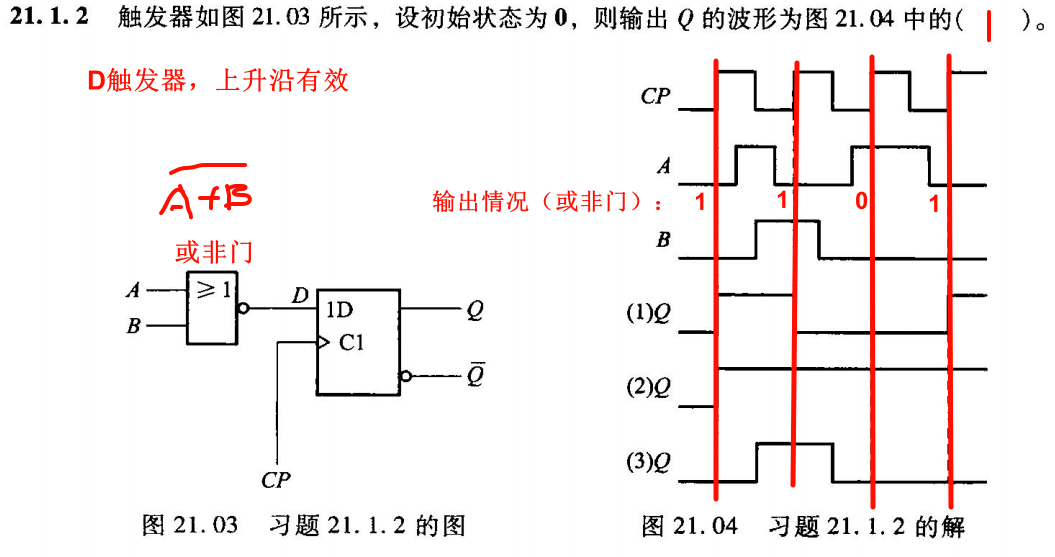 21.1.2 触发器如图 21.03 所示，设初始状态为 0，则输出 Q 的波形为图 21.04 中的( 1 )。
D触发器，上升沿有效
CP
A
输出情况（或非门）： 1 1 0 1
A+B
或非门
B
A
B
≥1
D
1D
C1
Q
Q
CP
(1)Q
(2)Q
(3)Q
图 21.03 习题 21.1.2 的图
图 21.04 习题 21.1.2 的解